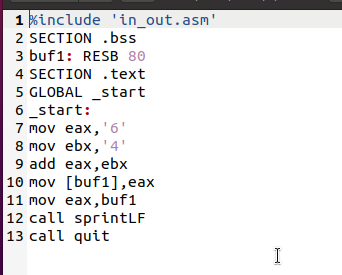 1 %include 'in_out.asm'
2 SECTION .bss
3 buf1: RESB 80
4 SECTION .text
5 GLOBAL _start
6 _start:
7 mov eax,'6'
8 mov ebx,'4'
9 add eax,ebx
10 mov [buf1],eax
11 mov eax,buf1
12 call sprintLF
13 call quit